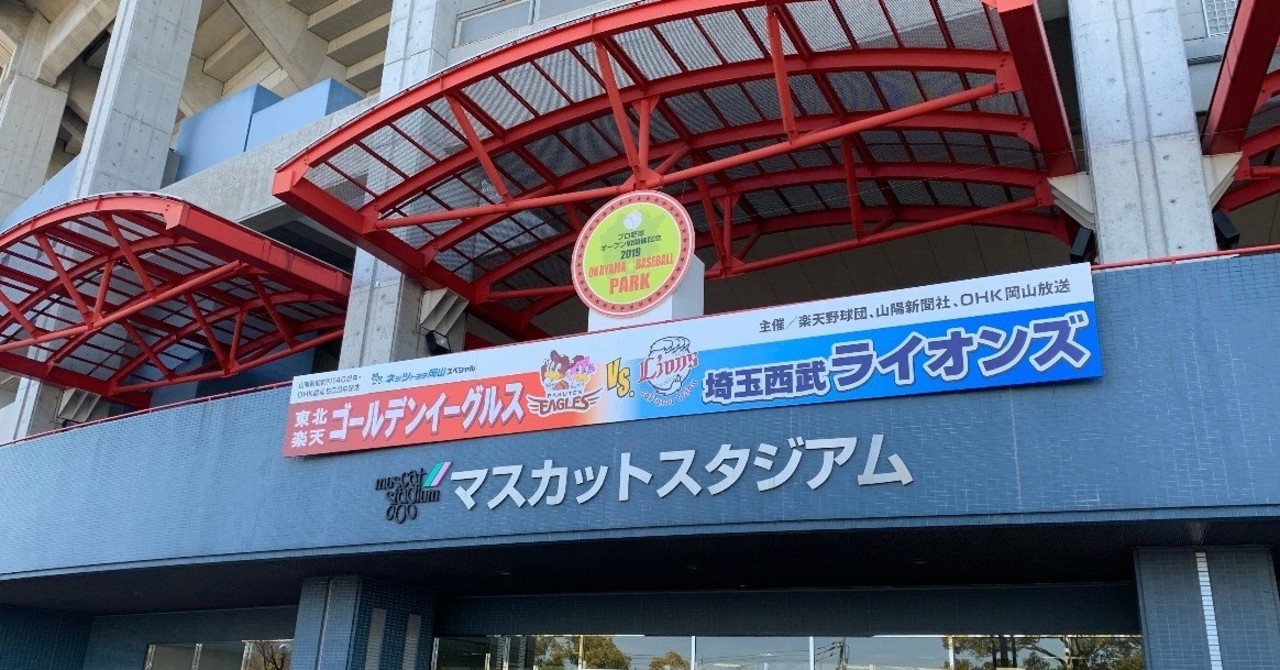 プロ野球
オープン戦開催記念
2019
OKAYAMA BASEBALL
PARK
主催／楽天野球団、山陽新聞社、OHK岡山放送
ネッツトヨタ岡山スペシャル
東北
楽天
ゴールデンイーグルス
RAKUTEN
EAGLES
VS.
Lions
埼玉西武ライオンズ
muscat
stadium
マスカットスタジアム